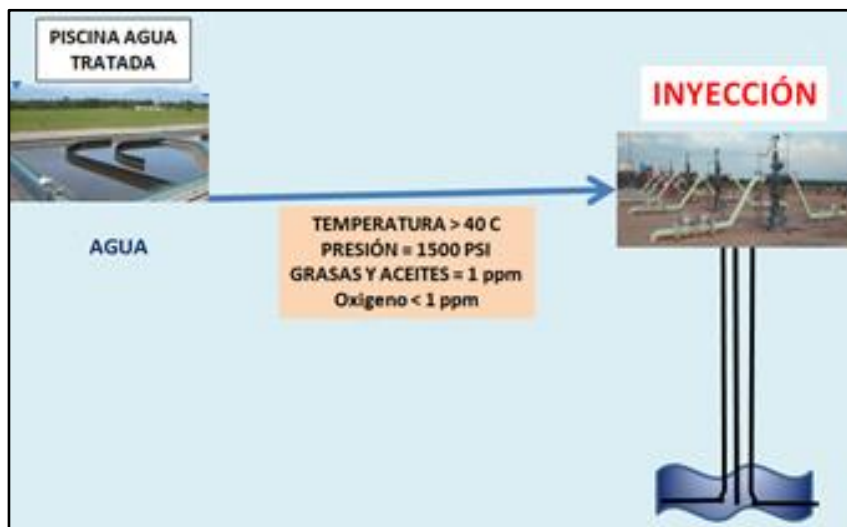 PISCINA AGUA
TRATADA
INYECCIÓN
AGUA
TEMPERATURA > 40 C
PRESIÓN = 1500 PSI
GRASAS Y ACEITES = 1 ppm
Oxigeno < 1 ppm